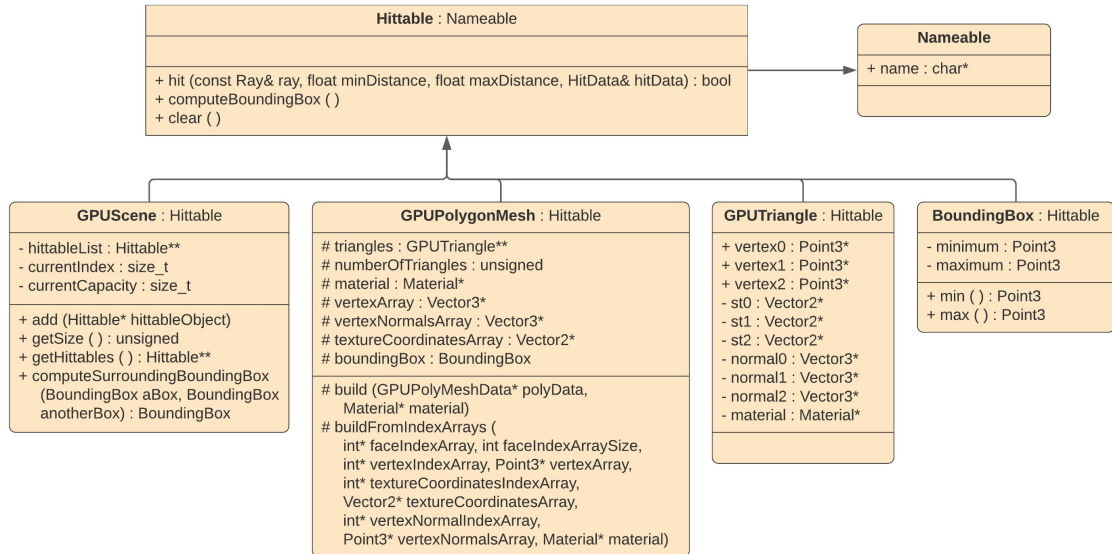 Hittable : Nameable
+ hit (const Ray& ray, float minDistance, float maxDistance, HitData& hitData) : bool
+ computeBoundingBox ( )
+ clear ( )
Nameable
+ name : char*
GPUScene : Hittable
- hittableList : Hittable**
- currentIndex : size_t
- currentCapacity : size_t
+ add (Hittable* hittableObject)
+ getSize ( ) : unsigned
+ getHittables ( ) : Hittable**
+ computeSurroundingBoundingBox
(BoundingBox aBox, BoundingBox
anotherBox) : BoundingBox
GPUPolygonMesh : Hittable
# triangles : GPUTriangle**
# numberOfTriangles : unsigned
# material : Material*
# vertexArray : Vector3*
# vertexNormalsArray : Vector3*
# textureCoordinatesArray : Vector2*
# boundingBox : BoundingBox
# build (GPUPolyMeshData* polyData,
Material* material)
# buildFromIndexArrays (
int* faceIndexArray, int faceIndexArraySize,
int* vertexIndexArray, Point3* vertexArray,
int* textureCoordinatesIndexArray,
Vector2* textureCoordinatesArray,
int* vertexNormalIndexArray,
Point3* vertexNormalsArray, Material* material)
GPUTriangle : Hittable
+ vertex0 : Point3*
+ vertex1 : Point3*
+ vertex2 : Point3*
- st0 : Vector2*
- st1 : Vector2*
- st2 : Vector2*
- normal0 : Vector3*
- normal1 : Vector3*
- normal2 : Vector3*
- material : Material*
BoundingBox : Hittable
- minimum : Point3
- maximum : Point3
+ min ( ) : Point3
+ max ( ) : Point3